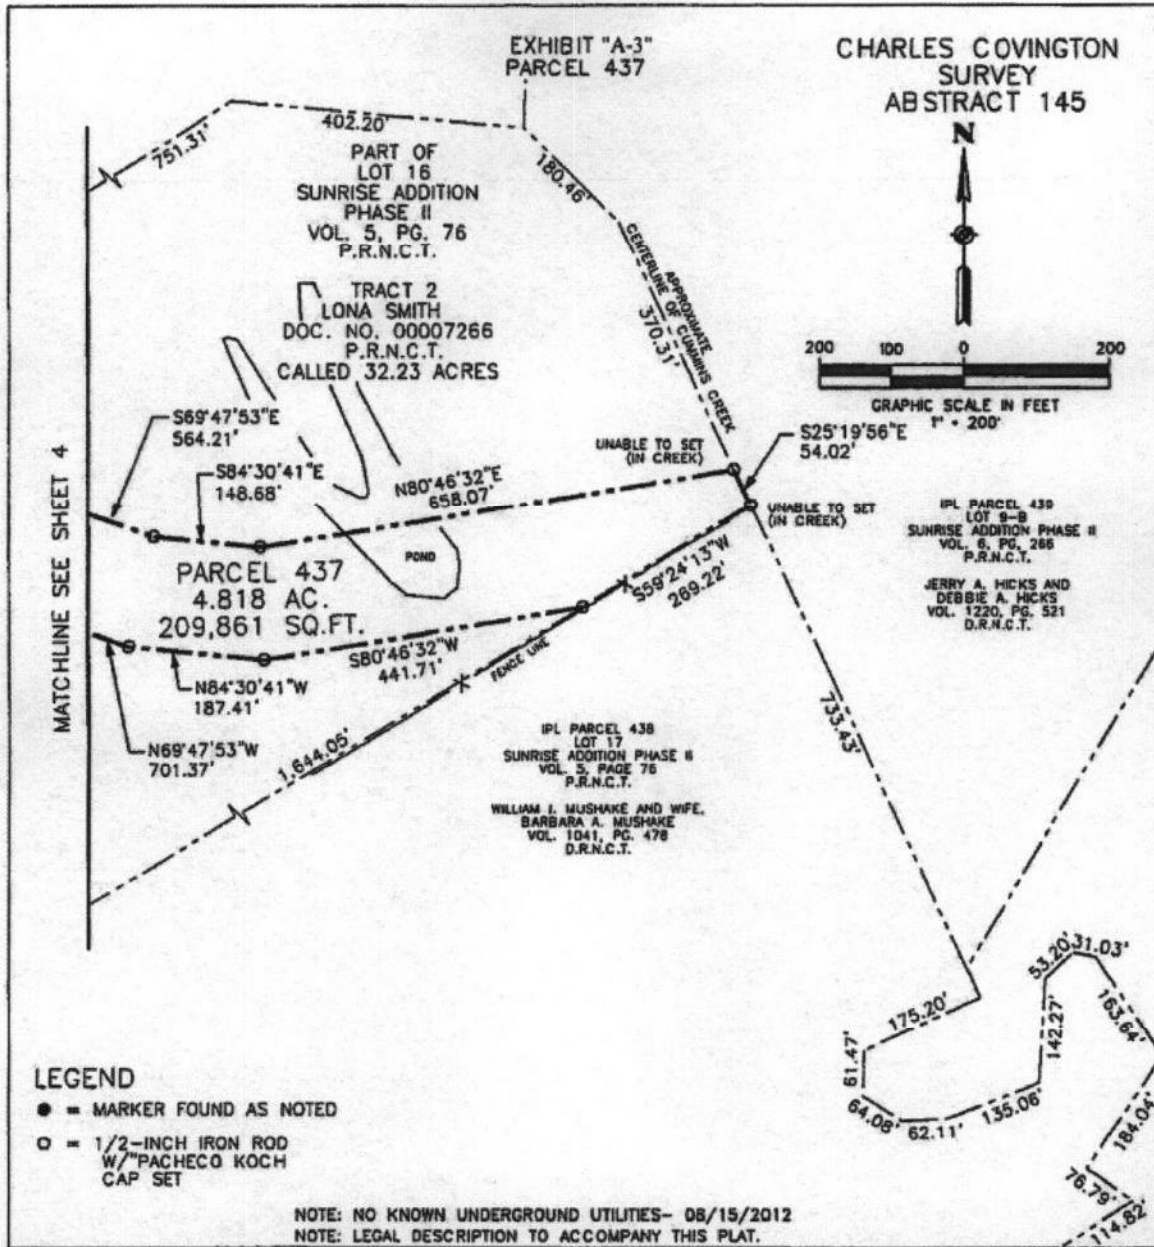 EXHIBIT "A-3"
PARCEL 437
CHARLES COVINGTON
SURVEY
ABSTRACT 145
N
751.31'
402.20'
180.46'
PART OF
LOT 16
SUNRISE ADDITION
PHASE II
VOL. 5, PG. 76
P.R.N.C.T.
TRACT 2
LONA SMITH
DOC. NO. 00007266
P.R.N.C.T.
CALLED 32.23 ACRES
APPROXIMATE
CENTERLINE OF CUMMINS CREEK
370.31'
200 100 0 200
GRAPHIC SCALE IN FEET
1" = 200'
MATCHLINE SEE SHEET 4
S69°47'53"E
564.21'
S84°30'41"E
148.68'
N80°46'32"E
658.07'
UNABLE TO SET
(IN CREEK)
S25°19'56"E
54.02'
UNABLE TO SET
(IN CREEK)
POND
PARCEL 437
4.818 AC.
209,861 SQ.FT.
S59°24'13"W
269.22'
IPL PARCEL 439
LOT 9-B
SUNRISE ADDITION PHASE II
VOL. 6, PG, 266
P.R.N.C.T.
JERRY A. HICKS AND
DEBBIE A. HICKS
VOL. 1220, PG. 521
D.R.N.C.T.
S80°46'32"W
441.71'
FENCE LINE
N84°30'41"W
187.41'
N69°47'53"W
701.37'
1,644.05'
733.43'
IPL PARCEL 438
LOT 17
SUNRISE ADDITION PHASE II
VOL. 5, PAGE 76
P.R.N.C.T.
WILLIAM I. MUSHAKE AND WIFE,
BARBARA A. MUSHAKE
VOL. 1041, PG. 478
D.R.N.C.T.
175.20'
61.47'
64.08'
62.11'
135.06'
142.27'
53.20'
31.03'
163.64'
184.04'
76.79'
114.82'
LEGEND
● = MARKER FOUND AS NOTED
○ = 1/2-INCH IRON ROD
W/"PACHECO KOCH
CAP SET
NOTE: NO KNOWN UNDERGROUND UTILITIES- 08/15/2012
NOTE: LEGAL DESCRIPTION TO ACCOMPANY THIS PLAT.